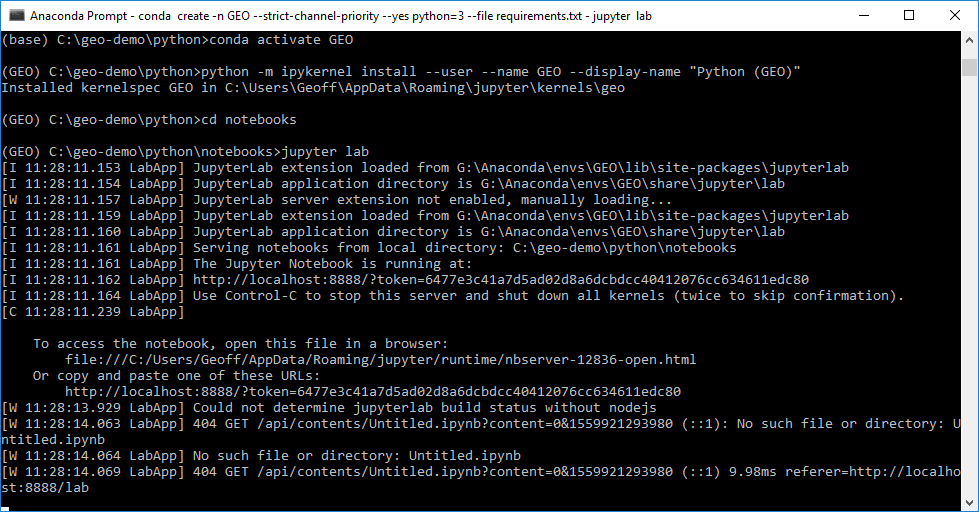 Anaconda Prompt - conda  create -n GEO --strict-channel-priority --yes python=3 --file requirements.txt - jupyter  lab
(base) C:\geo-demo\python>conda activate GEO
(GEO) C:\geo-demo\python>python -m ipykernel install --user --name GEO --display-name "Python (GEO)"
Installed kernelspec GEO in C:\Users\Geoff\AppData\Roaming\jupyter\kernels\geo
(GEO) C:\geo-demo\python>cd notebooks
(GEO) C:\geo-demo\python\notebooks>jupyter lab
[I 11:28:11.153 LabApp] JupyterLab extension loaded from G:\Anaconda\envs\GEO\lib\site-packages\jupyterlab
[I 11:28:11.154 LabApp] JupyterLab application directory is G:\Anaconda\envs\GEO\share\jupyter\lab
[W 11:28:11.157 LabApp] JupyterLab server extension not enabled, manually loading...
[I 11:28:11.159 LabApp] JupyterLab extension loaded from G:\Anaconda\envs\GEO\lib\site-packages\jupyterlab
[I 11:28:11.160 LabApp] JupyterLab application directory is G:\Anaconda\envs\GEO\share\jupyter\lab
[I 11:28:11.161 LabApp] Serving notebooks from local directory: C:\geo-demo\python\notebooks
[I 11:28:11.161 LabApp] The Jupyter Notebook is running at:
[I 11:28:11.162 LabApp] http://localhost:8888/?token=6477e3c41a7d5ad02d8a6dcbdcc40412076cc634611edc80
[I 11:28:11.164 LabApp] Use Control-C to stop this server and shut down all kernels (twice to skip confirmation).
[C 11:28:11.239 LabApp]
    To access the notebook, open this file in a browser:
        file:///C:/Users/Geoff/AppData/Roaming/jupyter/runtime/nbserver-12836-open.html
    Or copy and paste one of these URLs:
        http://localhost:8888/?token=6477e3c41a7d5ad02d8a6dcbdcc40412076cc634611edc80
[W 11:28:13.929 LabApp] Could not determine jupyterlab build status without nodejs
[W 11:28:14.063 LabApp] 404 GET /api/contents/Untitled.ipynb?content=0&1559921293980 (::1): No such file or directory: U
ntitled.ipynb
[W 11:28:14.064 LabApp] No such file or directory: Untitled.ipynb
[W 11:28:14.069 LabApp] 404 GET /api/contents/Untitled.ipynb?content=0&1559921293980 (::1) 9.98ms referer=http://localho
st:8888/lab